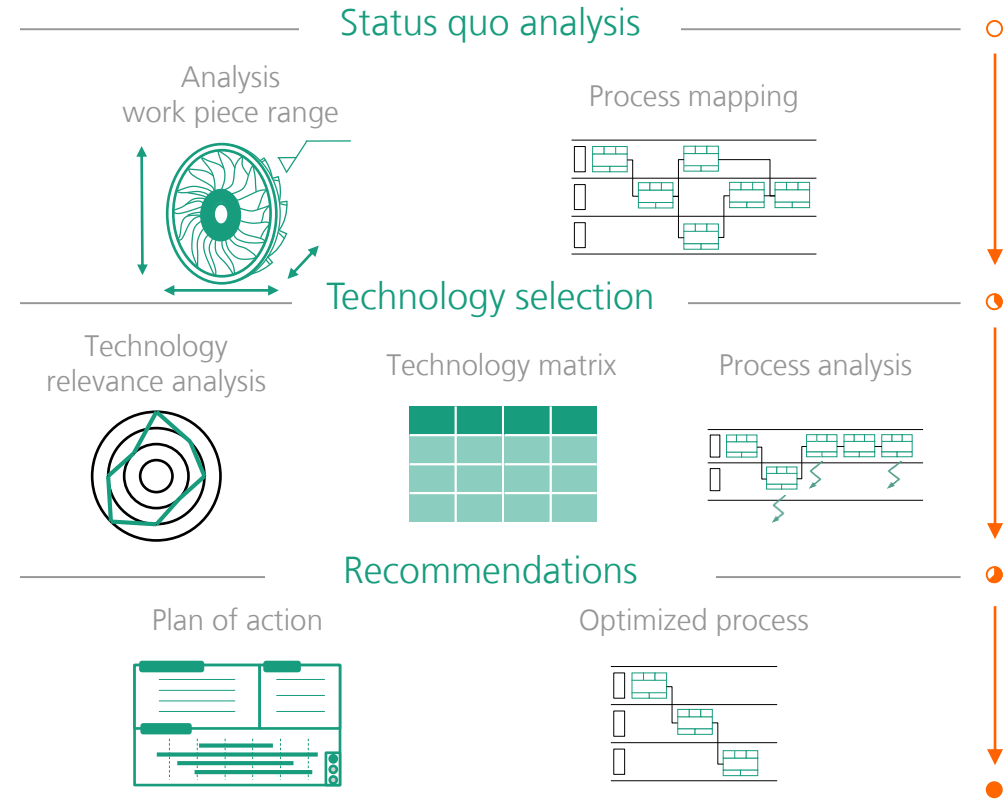 Status quo analysis
Analysis
work piece range
Process mapping
Technology selection
Technology
relevance analysis
Technology matrix
Process analysis
Recommendations
Plan of action
Optimized process